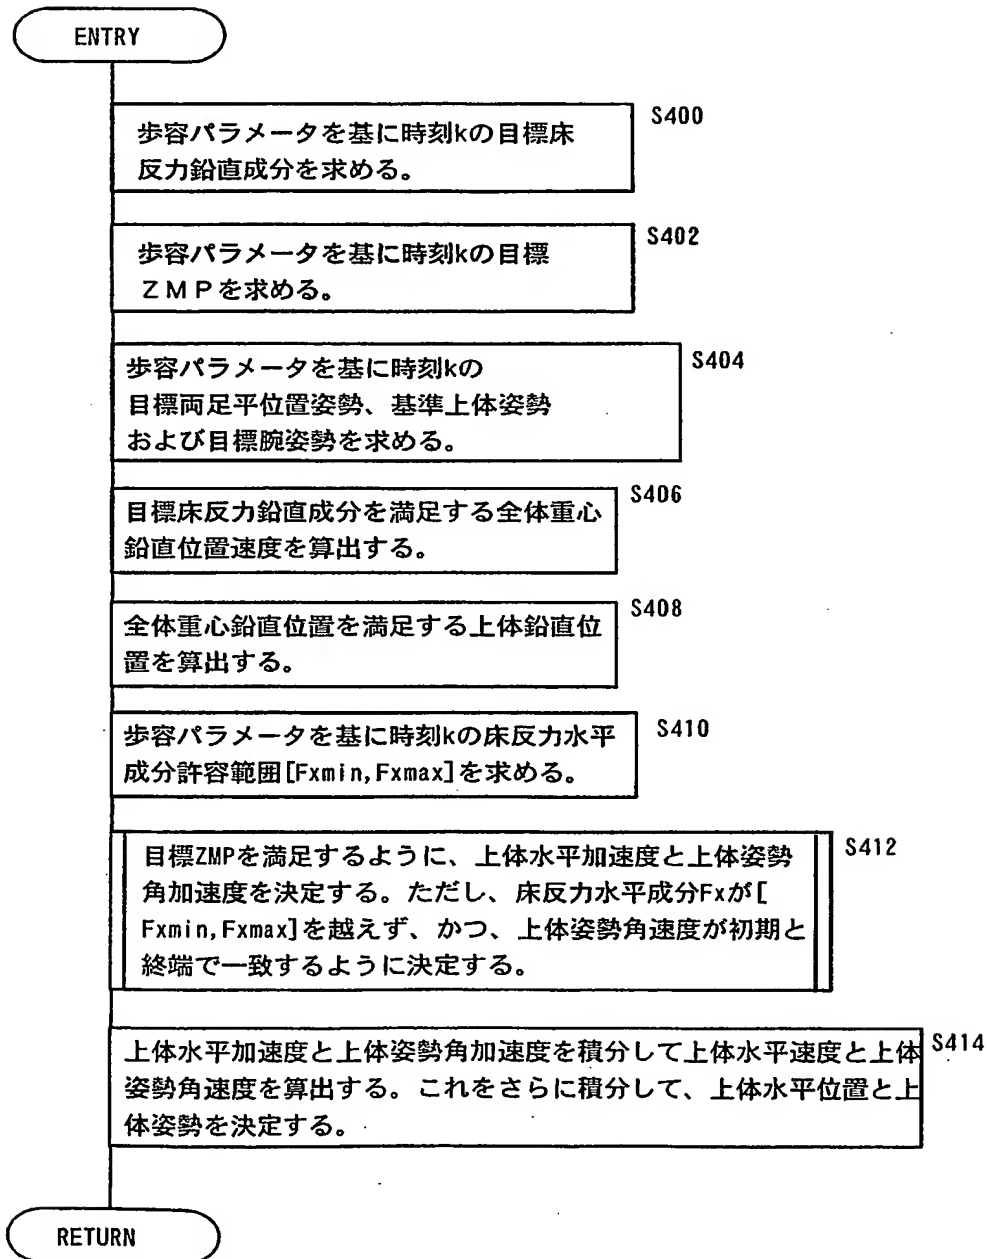 ENTRY
S400
歩容パラメータを基に時刻kの目標床
反力鉛直成分を求める。
S402
歩容パラメータを基に時刻kの目標
ＺＭＰを求める。
S404
歩容パラメータを基に時刻kの
目標両足平位置姿勢、基準上体姿勢
および目標腕姿勢を求める。
S406
目標床反力鉛直成分を満足する全体重心
鉛直位置速度を算出する。
S408
全体重心鉛直位置を満足する上体鉛直位
置を算出する。
S410
歩容パラメータを基に時刻kの床反力水平
成分許容範囲[Fxmin,Fxmax]を求める。
S412
目標ZMPを満足するように、上体水平加速度と上体姿勢
角加速度を決定する。ただし、床反力水平成分Fxが[
Fxmin,Fxmax]を越えず、かつ、上体姿勢角速度が初期と
終端で一致するように決定する。
S414
上体水平加速度と上体姿勢角加速度を積分して上体水平速度と上体
姿勢角速度を算出する。これをさらに積分して、上体水平位置と上
体姿勢を決定する。
RETURN